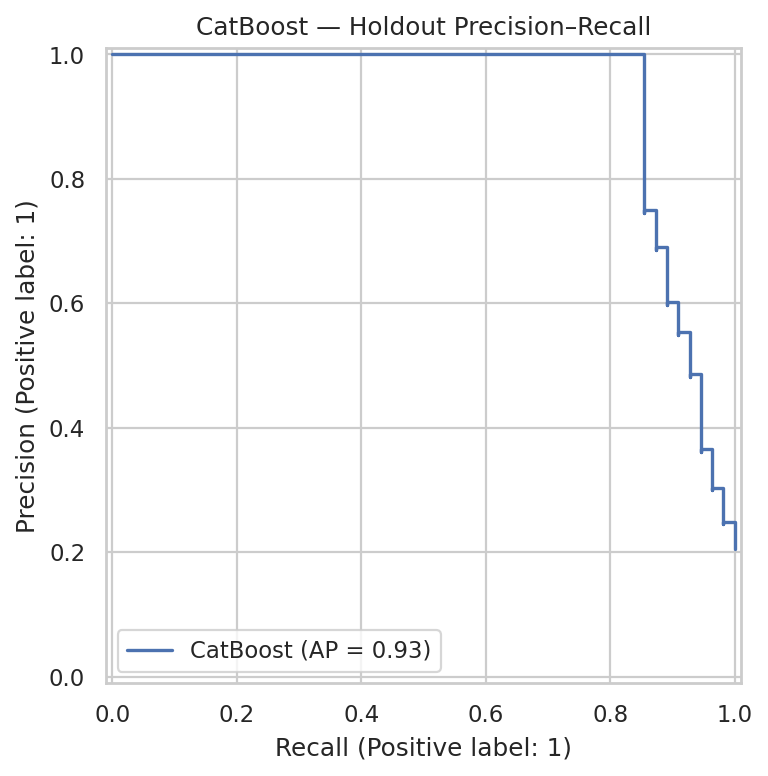 CatBoost — Holdout Precision–Recall
1.0
0.8
0.6
0.4
0.2
0.0
Precision (Positive label: 1)
CatBoost (AP = 0.93)
0.0 0.2 0.4 0.6 0.8 1.0
Recall (Positive label: 1)